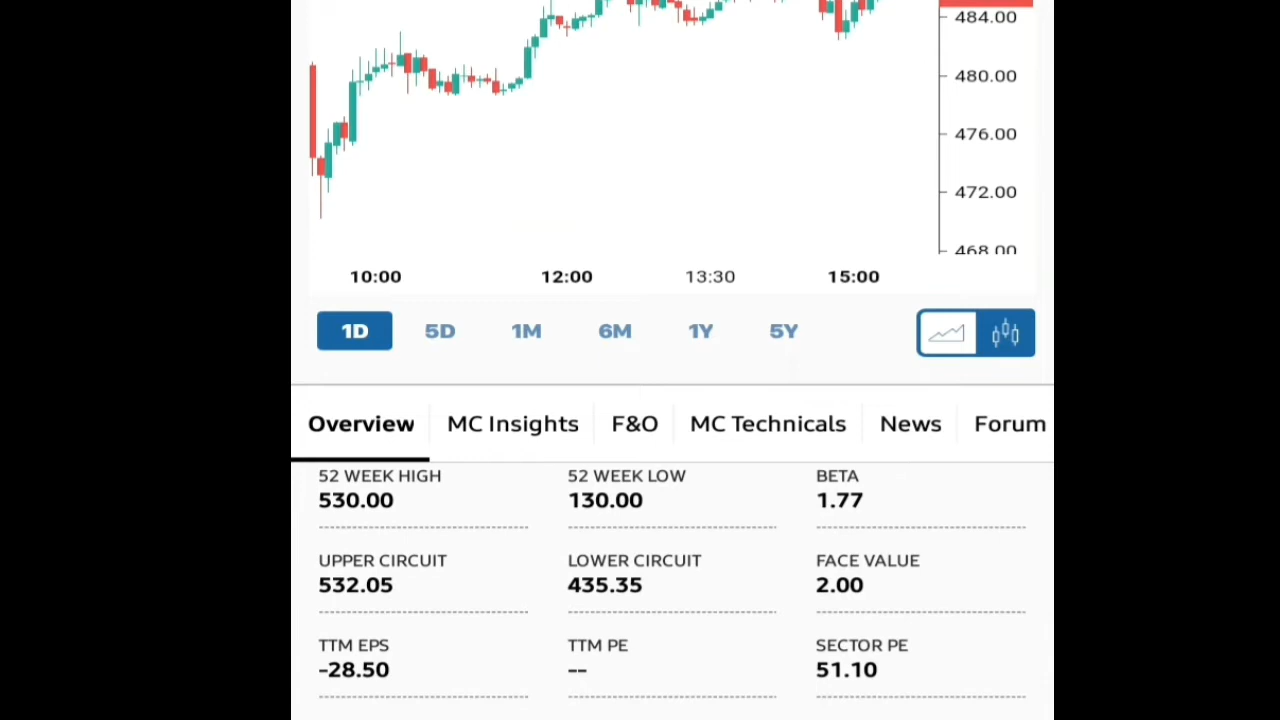 484.00
480.00
476.00
472.00
468.00
10:00 12:00 13:30 15:00
1D 5D 1M 6M 1Y 5Y
Overview MC Insights F&O MC Technicals News Forum
52 WEEK HIGH 52 WEEK LOW BETA
530.00 130.00 1.77
UPPER CIRCUIT LOWER CIRCUIT FACE VALUE
532.05 435.35 2.00
TTM EPS TTM PE SECTOR PE
-28.50 -- 51.10